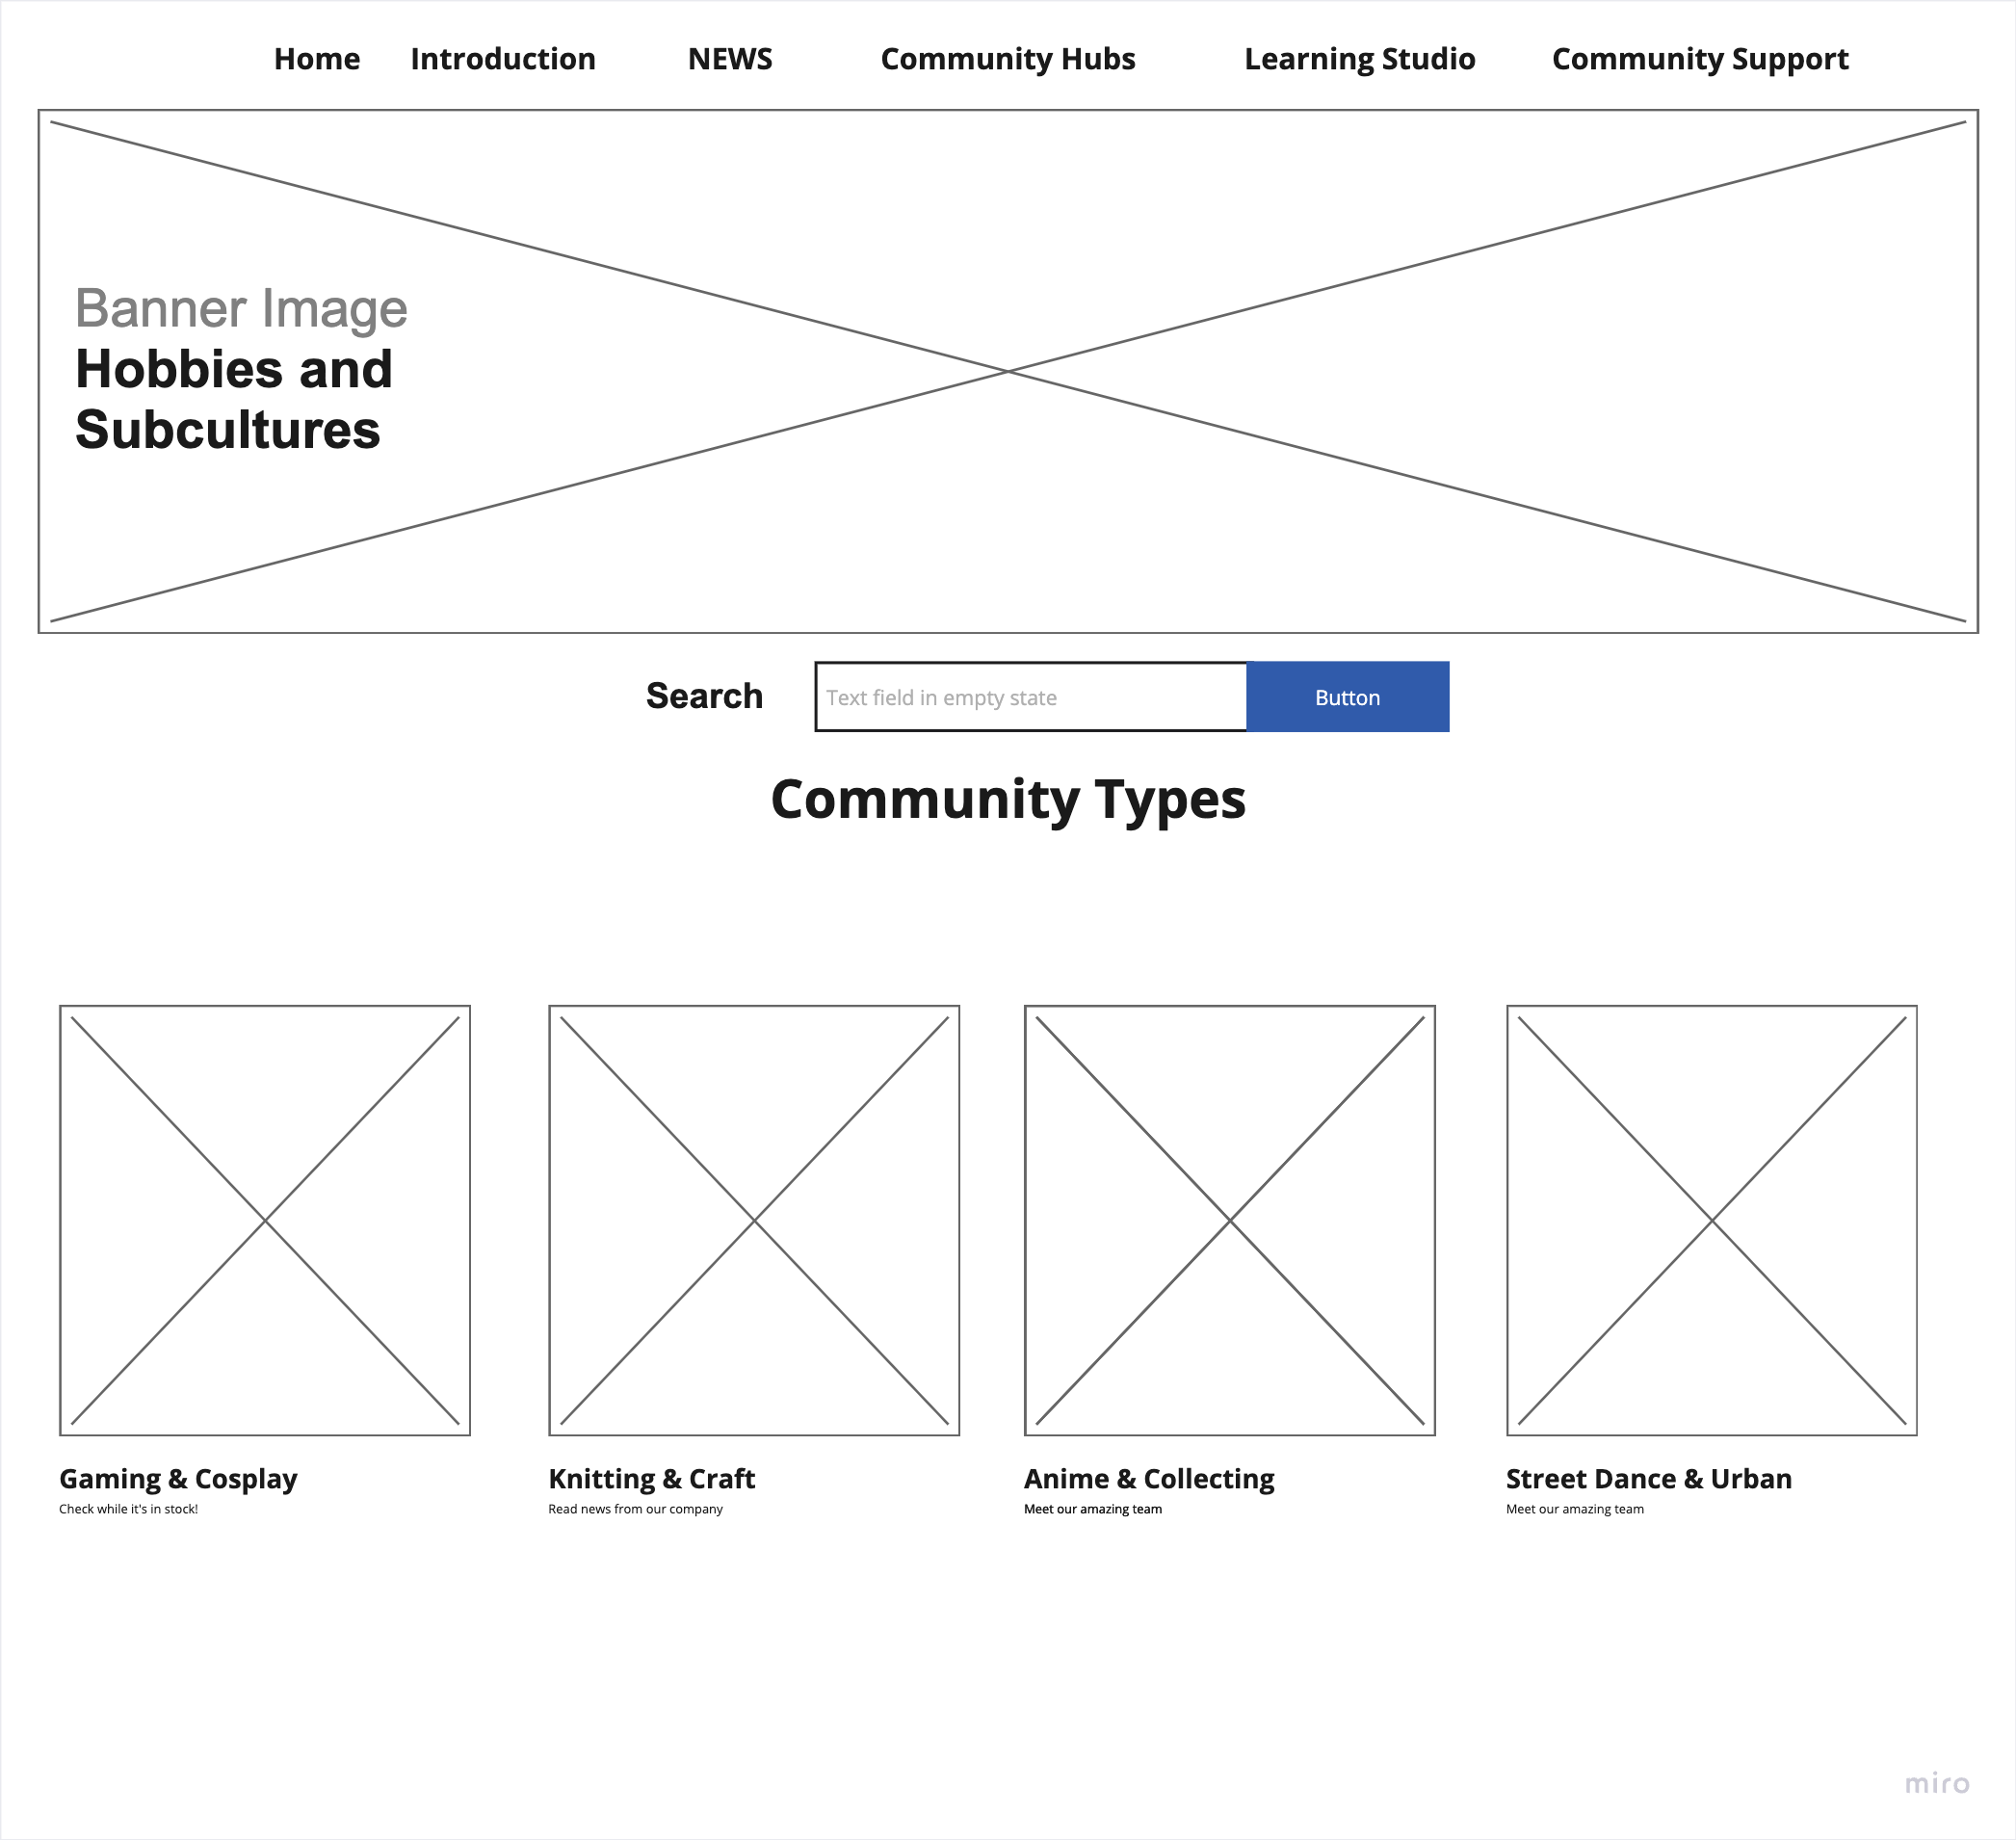 Home Introduction NEWS Community Hubs Learning Studio Community Support
Banner Image
Hobbies and
Subcultures
Search Text field in empty state Button
Community Types
Gaming & Cosplay
Check while it's in stock!
Knitting & Craft
Read news from our company
Anime & Collecting
Meet our amazing team
Street Dance & Urban
Meet our amazing team
miro